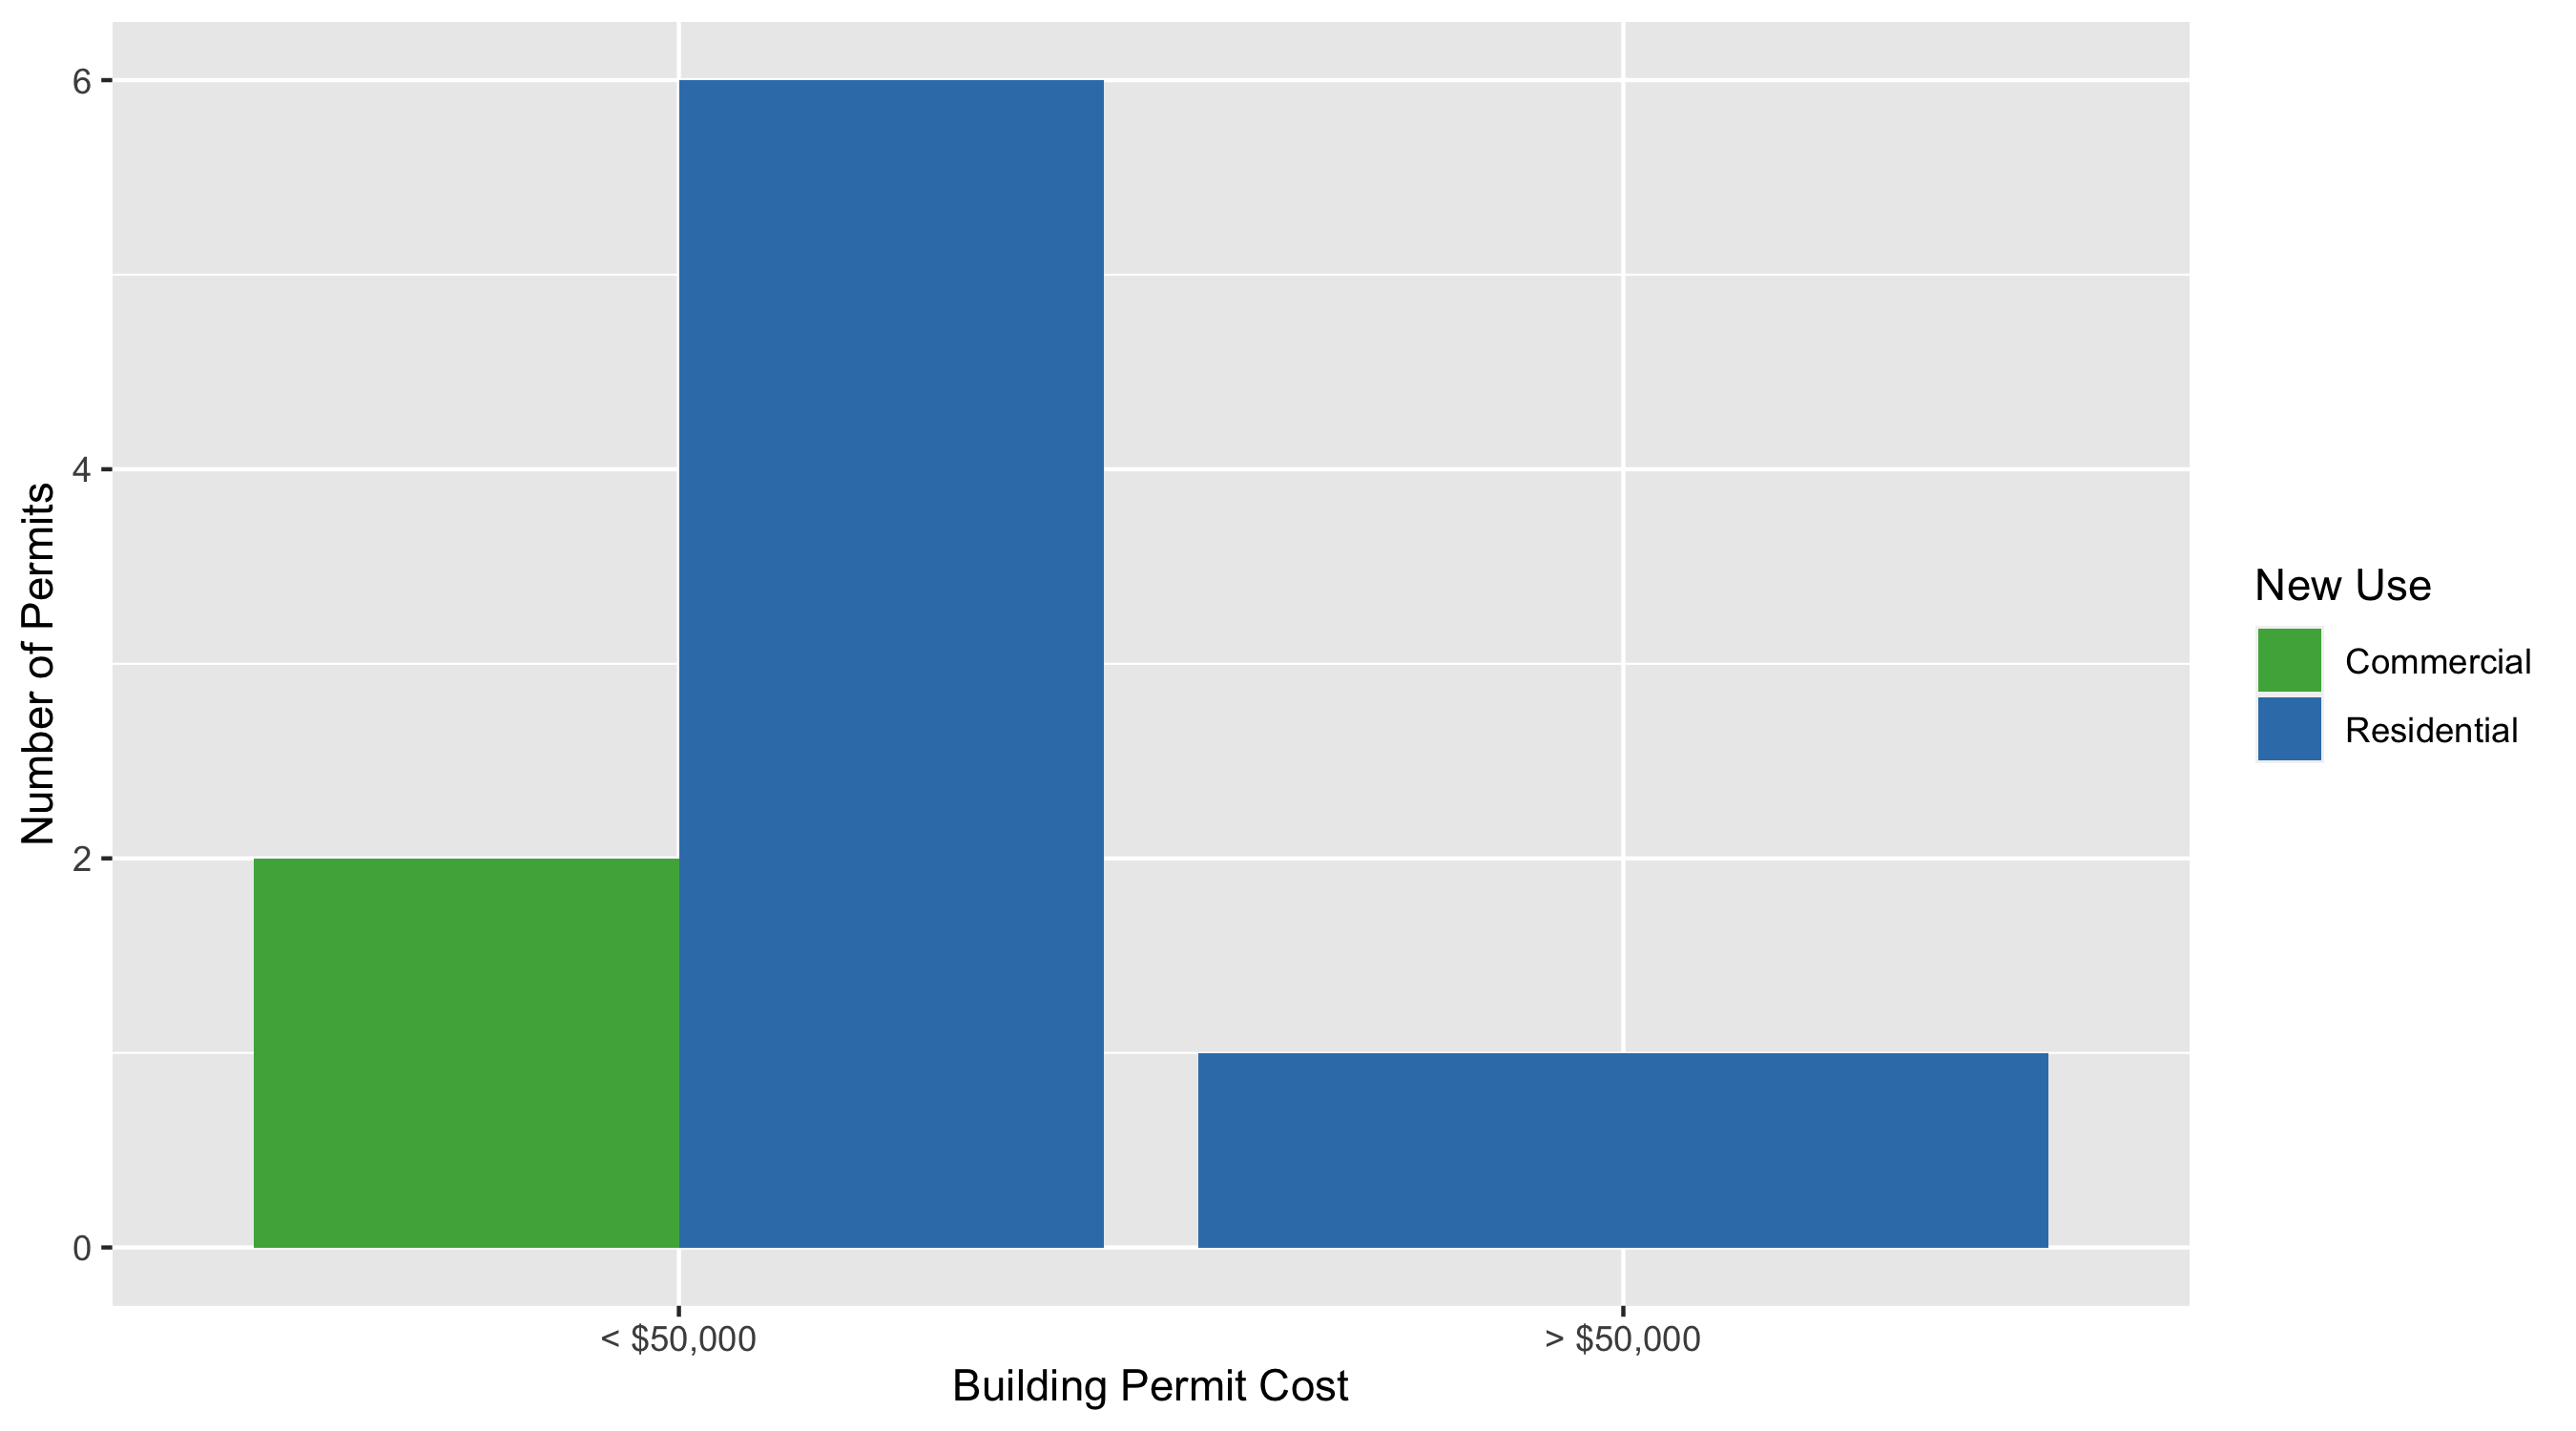 6
4
2
0
Number of Permits
< $50,000
> $50,000
Building Permit Cost
New Use
Commercial
Residential